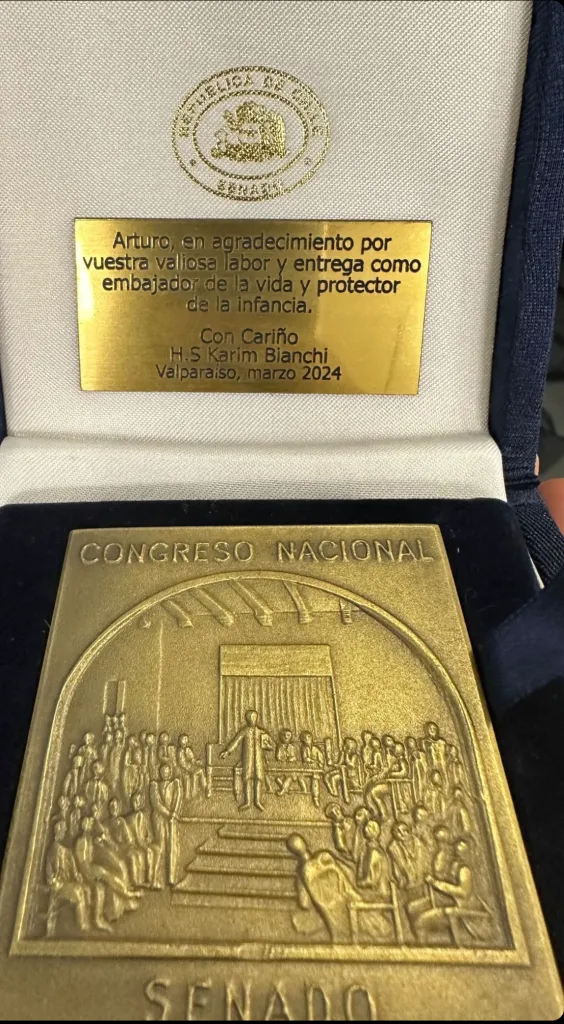 REPUBLICA DE CHILE
SENADO
Arturo, en agradecimiento por
vuestra valiosa labor y entrega como
embajador de la vida y protector
de la infancia.
Con Cariño
H.S Karim Bianchi
Valparaíso, marzo 2024
CONGRESO NACIONAL
SENADO